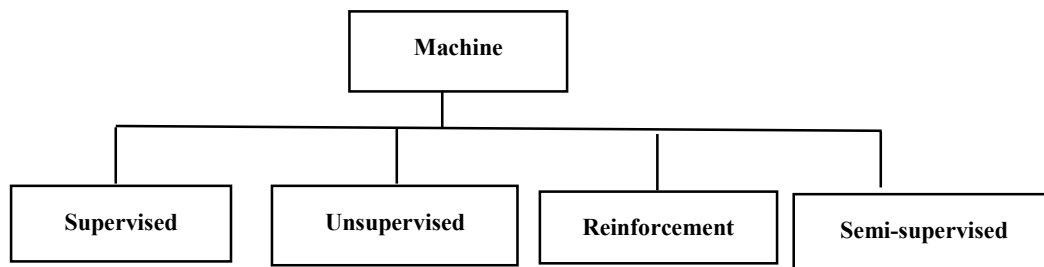 Machine
Supervised
Unsupervised
Reinforcement
Semi-supervised